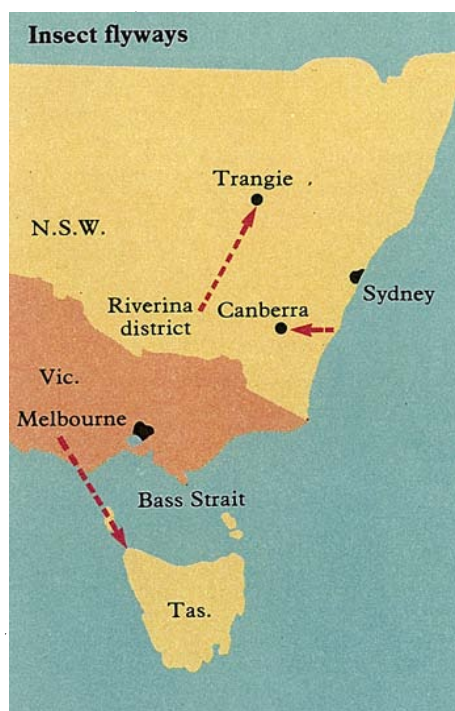 Insect flyways
Trangie
N.S.W.
Sydney
Riverina
district
Canberra
Vic.
Melbourne
Bass Strait
Tas.